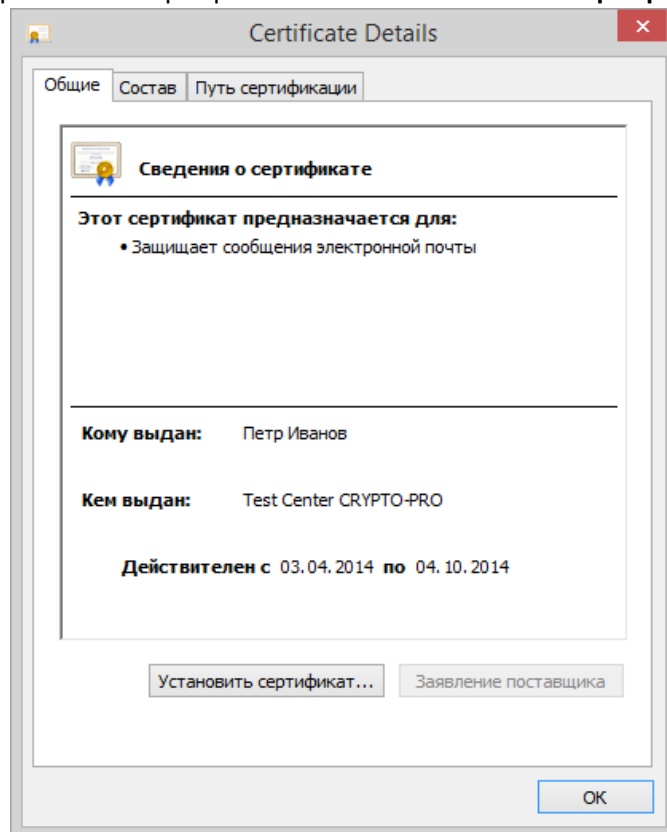 Certificate Details
Общие Состав Путь сертификации
Сведения о сертификате
Этот сертификат предназначается для:
• Защищает сообщения электронной почты
Кому выдан: Петр Иванов
Кем выдан: Test Center CRYPTO-PRO
Действителен с 03.04.2014 по 04.10.2014
Установить сертификат... Заявление поставщика
OK